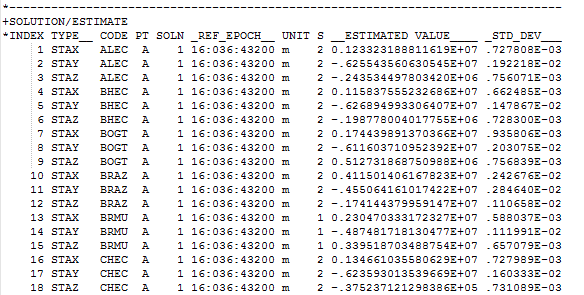 *-------------------------------------------------------------------------------
+SOLUTION/ESTIMATE
*INDEX TYPE__ CODE PT SOLN _REF_EPOCH__ UNIT S __ESTIMATED VALUE____ _STD_DEV___
     1 STAX   ALEC  A    1 16:036:43200 m    2 0.123323188811619E+07 .727808E-03
     2 STAY   ALEC  A    1 16:036:43200 m    2 -.625543560630545E+07 .192218E-02
     3 STAZ   ALEC  A    1 16:036:43200 m    2 -.243534497803420E+06 .756071E-03
     4 STAX   BHEC  A    1 16:036:43200 m    2 0.115837555232686E+07 .662485E-03
     5 STAY   BHEC  A    1 16:036:43200 m    2 -.626894993306407E+07 .147867E-02
     6 STAZ   BHEC  A    1 16:036:43200 m    2 -.198778004017755E+06 .728300E-03
     7 STAX   BOGT  A    1 16:036:43200 m    2 0.174439891370366E+07 .935806E-03
     8 STAY   BOGT  A    1 16:036:43200 m    2 -.611603710952392E+07 .203075E-02
     9 STAZ   BOGT  A    1 16:036:43200 m    2 0.512731868750988E+06 .756839E-03
    10 STAX   BRAZ  A    1 16:036:43200 m    2 0.411501406167823E+07 .242676E-02
    11 STAY   BRAZ  A    1 16:036:43200 m    2 -.455064161017422E+07 .284640E-02
    12 STAZ   BRAZ  A    1 16:036:43200 m    2 -.174144379959147E+07 .110658E-02
    13 STAX   BRMU  A    1 16:036:43200 m    1 0.230470333172327E+07 .588037E-03
    14 STAY   BRMU  A    1 16:036:43200 m    1 -.487481718130477E+07 .111991E-02
    15 STAZ   BRMU  A    1 16:036:43200 m    1 0.339518703488754E+07 .657079E-03
    16 STAX   CHEC  A    1 16:036:43200 m    2 0.134661035580629E+07 .727989E-03
    17 STAY   CHEC  A    1 16:036:43200 m    2 -.623593013539669E+07 .160333E-02
    18 STAZ   CHEC  A    1 16:036:43200 m    2 -.375237121298386E+05 .731089E-03